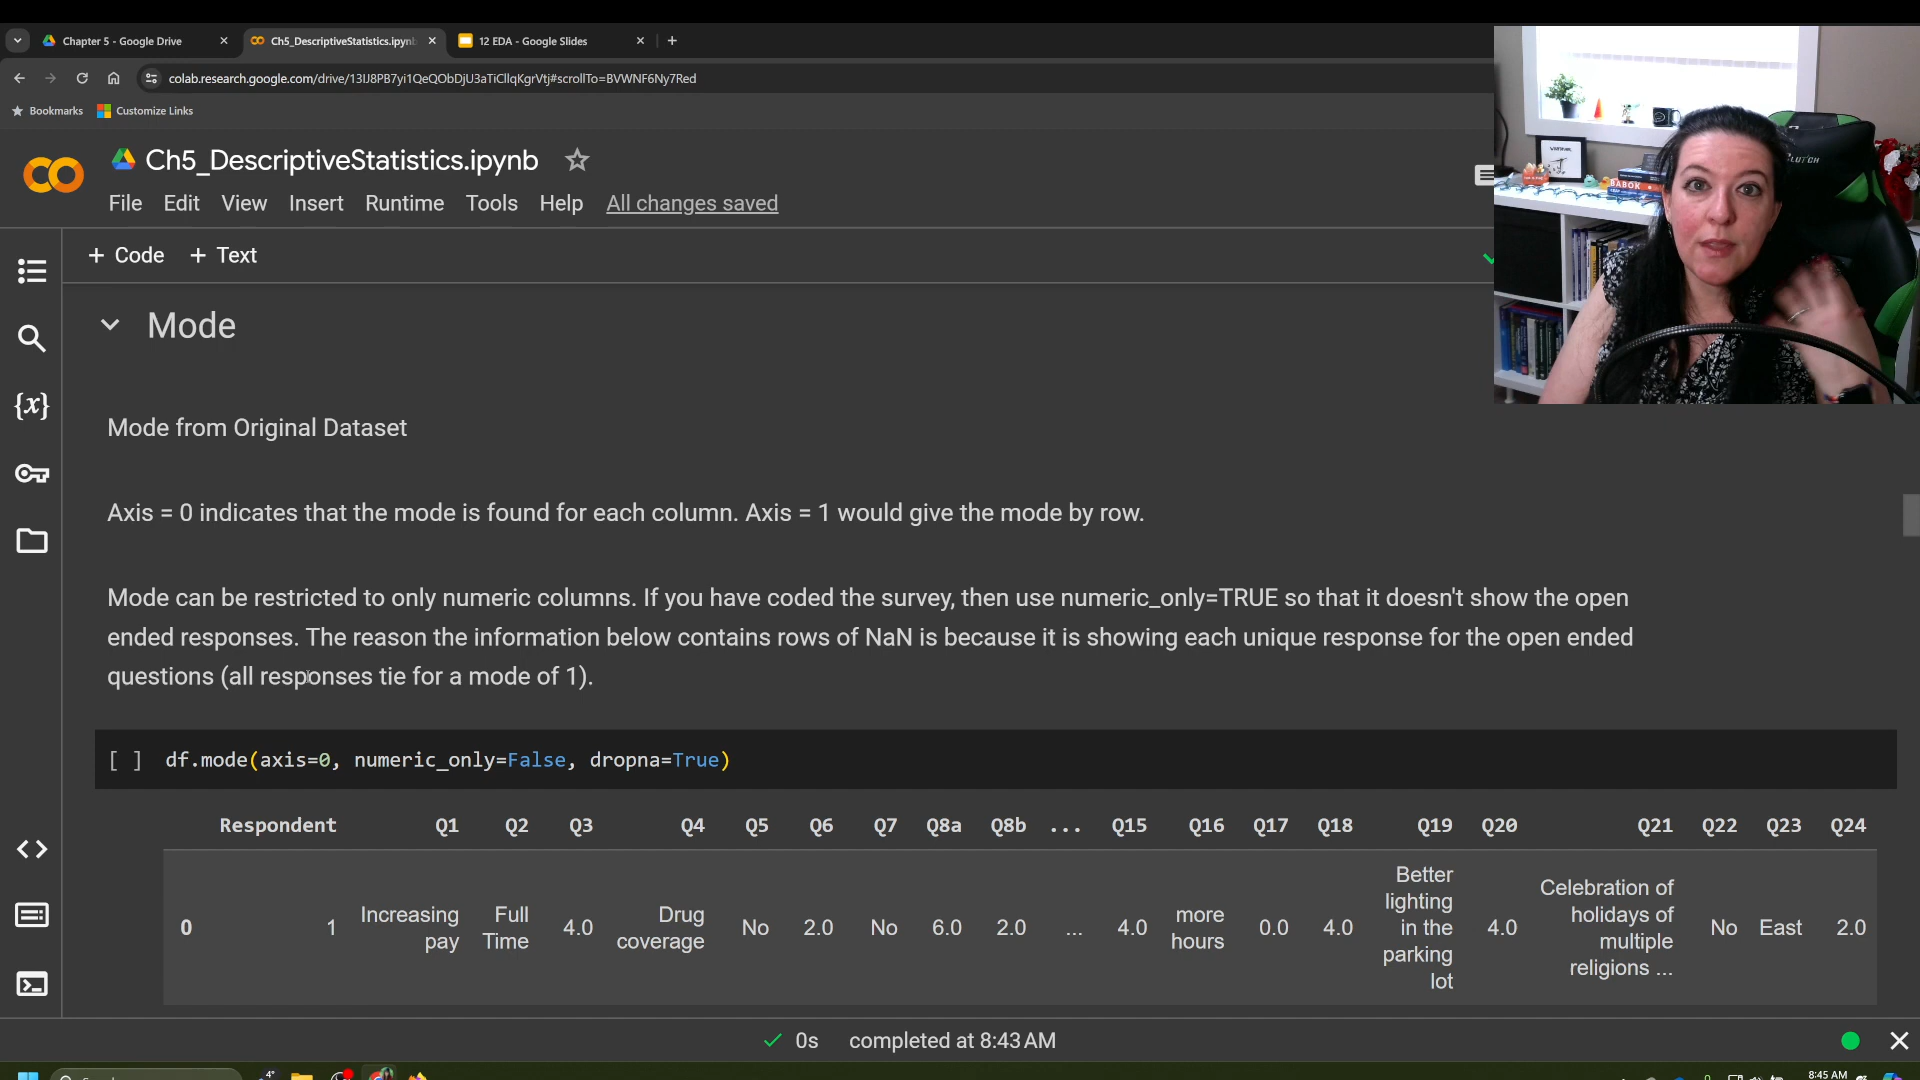 Chapter 5 - Google Drive
Ch5_DescriptiveStatistics.ipynb
12 EDA - Google Slides
colab.research.google.com/drive/13IJ8PB7yi1QeQObDjU3aTiCllqKgrVtj#scrollTo=BVWNF6Ny7Red
Bookmarks Customize Links
Ch5_DescriptiveStatistics.ipynb
File Edit View Insert Runtime Tools Help All changes saved
+ Code + Text
Mode
Mode from Original Dataset
Axis = 0 indicates that the mode is found for each column. Axis = 1 would give the mode by row.
Mode can be restricted to only numeric columns. If you have coded the survey, then use numeric_only=TRUE so that it doesn't show the open
ended responses. The reason the information below contains rows of NaN is because it is showing each unique response for the open ended
questions (all responses tie for a mode of 1).
[ ] df.mode(axis=0, numeric_only=False, dropna=True)
Respondent Q1 Q2 Q3 Q4 Q5 Q6 Q7 Q8a Q8b ... Q15 Q16 Q17 Q18 Q19 Q20 Q21 Q22 Q23 Q24
0 1 Increasing pay Full Time 4.0 Drug coverage No 2.0 No 6.0 2.0 ... 4.0 more hours 0.0 4.0 Better lighting in the parking lot 4.0 Celebration of holidays of multiple religions ... No East 2.0
0s completed at 8:43 AM
4°
8:45 AM
BABOK
CLUTCH
{x}